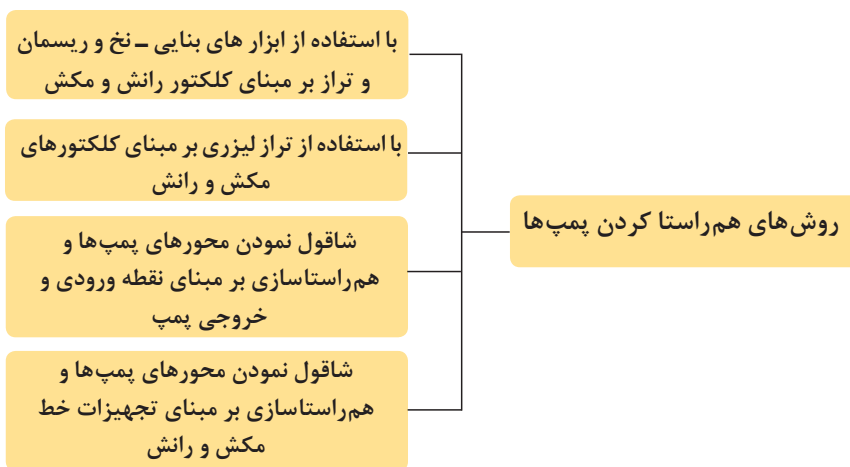 روش‌های هم‌راستا کردن پمپ‌ها
با استفاده از ابزار های بنایی ــ نخ و ریسمان
و تراز بر مبنای کلکتور رانش و مکش
با استفاده از تراز لیزری بر مبنای کلکتورهای
مکش و رانش
شاقول نمودن محورهای پمپ‌ها و
هم‌راستاسازی بر مبنای نقطه ورودی و
خروجی پمپ
شاقول نمودن محورهای پمپ‌ها و
هم‌راستاسازی بر مبنای تجهیزات خط
مکش و رانش